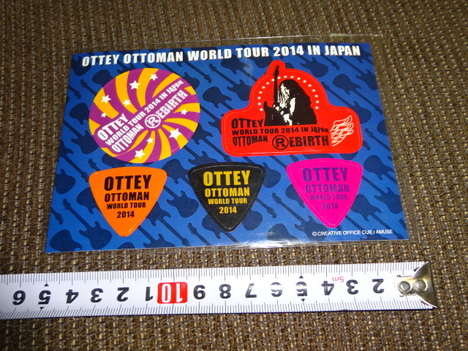 OTTEY OTTOMAN WORLD TOUR 2014 IN JAPAN
OTTEY
WORLD TOUR 2014 IN JAPAN
OTTOMAN ⓇEBIRTH
OTTEY
WORLD TOUR 2014 IN JAPAN
OTTOMAN ⓇEBIRTH
OTTEY
OTTOMAN
WORLD TOUR
2014
OTTEY
OTTOMAN
WORLD TOUR
2014
OTTEY
OTTOMAN
WORLD TOUR
2014
©CREATIVE OFFICE CUE / AMUSE
6 5 4 3 2 1 10 9 8 7 6 5 4 3 2